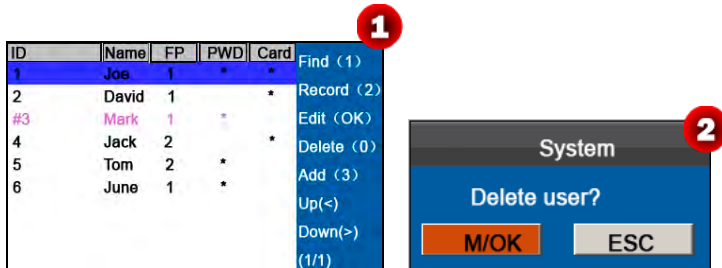 1
ID Name FP PWD Card
1 Joe 1 * *
2 David 1 *
#3 Mark 1 *
4 Jack 2 *
5 Tom 2 *
6 June 1 *
Find（1）
Record（2）
Edit（OK）
Delete（0）
Add（3）
Up(<)
Down(>)
(1/1)
2
System
Delete user?
M/OK ESC